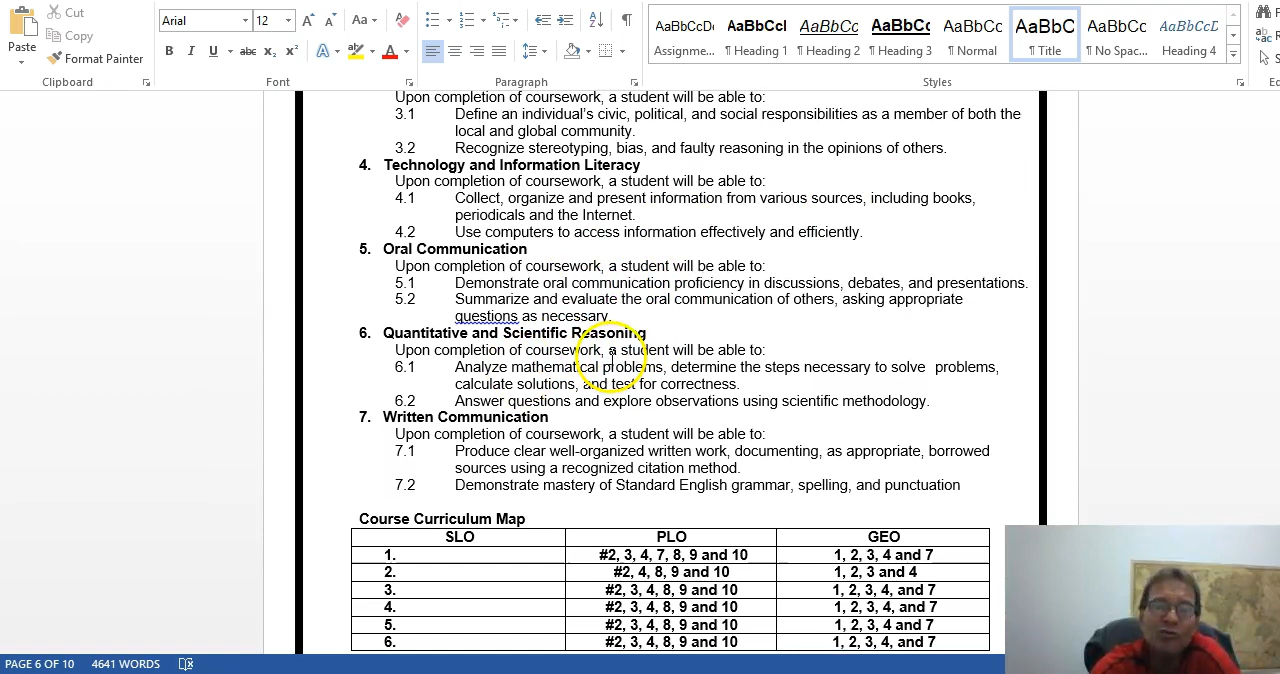 Cut
Copy
Format Painter
Paste
Clipboard
Arial
12
Aa
B I U abc x₂ x² A A
Font
Paragraph
AaBbCcDc AaBbCcI AaBbCc AaBbCc AaBbCc AaBbC AaBbCc AaBbCcD
Assignme... ¶ Heading 1 ¶ Heading 2 ¶ Heading 3 ¶ Normal ¶ Title ¶ No Spac... Heading 4
Styles
Upon completion of coursework, a student will be able to:
3.1 Define an individual's civic, political, and social responsibilities as a member of both the
local and global community.
3.2 Recognize stereotyping, bias, and faulty reasoning in the opinions of others.
4. Technology and Information Literacy
Upon completion of coursework, a student will be able to:
4.1 Collect, organize and present information from various sources, including books,
periodicals and the Internet.
4.2 Use computers to access information effectively and efficiently.
5. Oral Communication
Upon completion of coursework, a student will be able to:
5.1 Demonstrate oral communication proficiency in discussions, debates, and presentations.
5.2 Summarize and evaluate the oral communication of others, asking appropriate
questions as necessary.
6. Quantitative and Scientific Reasoning
Upon completion of coursework, a student will be able to:
6.1 Analyze mathematical problems, determine the steps necessary to solve problems,
calculate solutions, and test for correctness.
6.2 Answer questions and explore observations using scientific methodology.
7. Written Communication
Upon completion of coursework, a student will be able to:
7.1 Produce clear well-organized written work, documenting, as appropriate, borrowed
sources using a recognized citation method.
7.2 Demonstrate mastery of Standard English grammar, spelling, and punctuation
Course Curriculum Map
SLO PLO GEO
1. #2, 3, 4, 7, 8, 9 and 10 1, 2, 3, 4 and 7
2. #2, 4, 8, 9 and 10 1, 2, 3 and 4
3. #2, 3, 4, 8, 9 and 10 1, 2, 3, 4, and 7
4. #2, 3, 4, 8, 9 and 10 1, 2, 3, 4, and 7
5. #2, 3, 4, 8, 9 and 10 1, 2, 3, 4 and 7
6. #2, 3, 4, 8, 9 and 10 1, 2, 3, 4, and 7
PAGE 6 OF 10 4641 WORDS